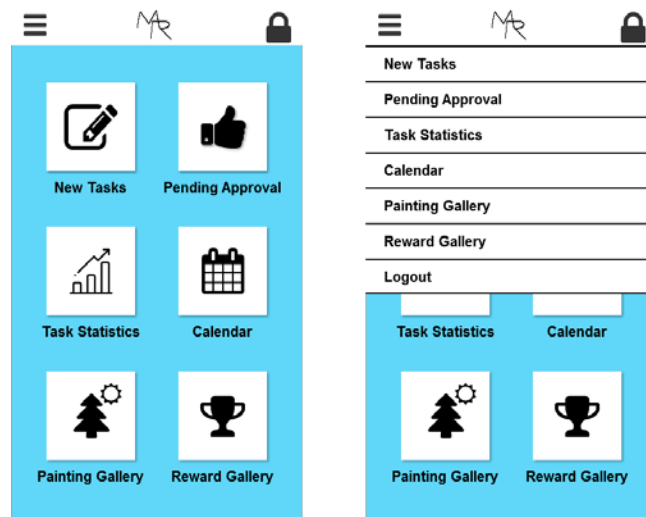 MR
New Tasks
Pending Approval
Task Statistics
Calendar
Painting Gallery
Reward Gallery
MR
New Tasks
Pending Approval
Task Statistics
Calendar
Painting Gallery
Reward Gallery
Logout
Task Statistics
Calendar
Painting Gallery
Reward Gallery